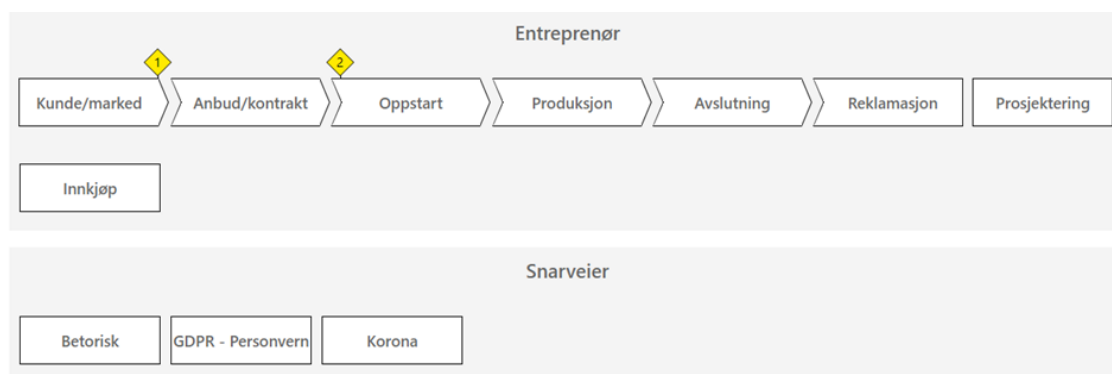 Entreprenør
1
2
Kunde/marked
Anbud/kontrakt
Oppstart
Produksjon
Avslutning
Reklamasjon
Prosjektering
Innkjøp
Snarveier
Betorisk
GDPR - Personvern
Korona